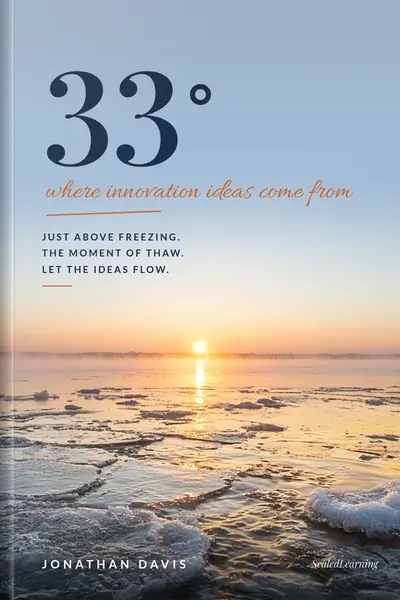 33°
where innovation ideas come from
JUST ABOVE FREEZING.
THE MOMENT OF THAW.
LET THE IDEAS FLOW.
JONATHAN DAVIS
ScaledLearning